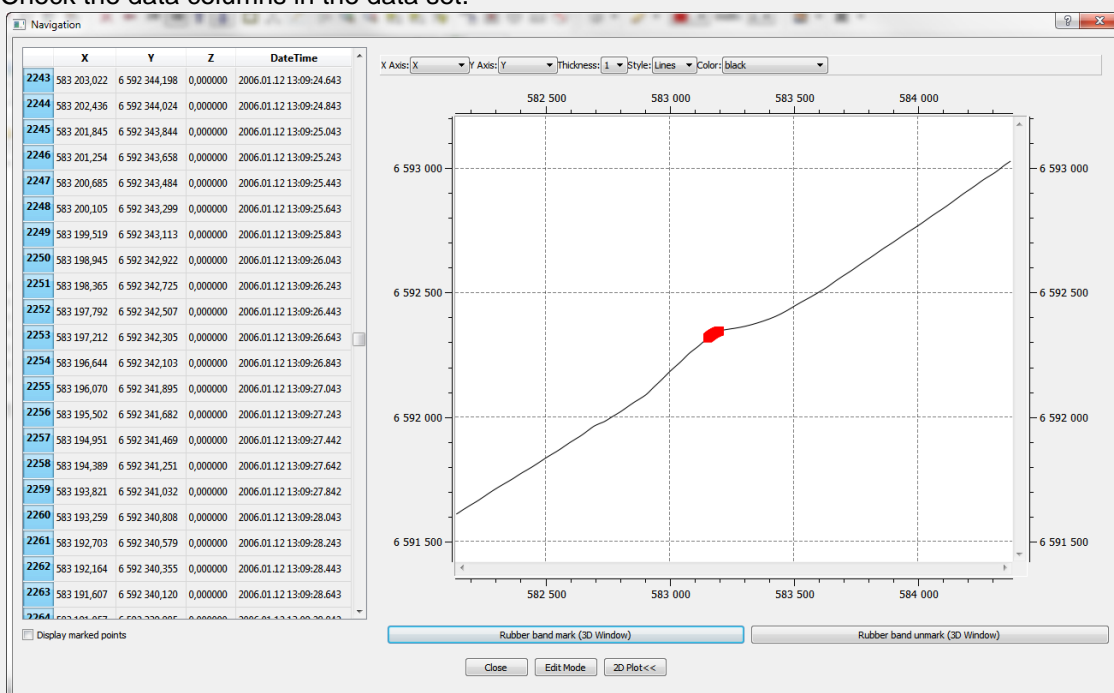 Check the data columns in the data set.
Navigation
X Y Z DateTime
2243 583 203,022 6 592 344,198 0,000000 2006.01.12 13:09:24.643
2244 583 202,436 6 592 344,024 0,000000 2006.01.12 13:09:24.843
2245 583 201,845 6 592 343,844 0,000000 2006.01.12 13:09:25.043
2246 583 201,254 6 592 343,658 0,000000 2006.01.12 13:09:25.243
2247 583 200,685 6 592 343,484 0,000000 2006.01.12 13:09:25.443
2248 583 200,105 6 592 343,299 0,000000 2006.01.12 13:09:25.643
2249 583 199,519 6 592 343,113 0,000000 2006.01.12 13:09:25.843
2250 583 198,945 6 592 342,922 0,000000 2006.01.12 13:09:26.043
2251 583 198,365 6 592 342,725 0,000000 2006.01.12 13:09:26.243
2252 583 197,792 6 592 342,507 0,000000 2006.01.12 13:09:26.443
2253 583 197,212 6 592 342,305 0,000000 2006.01.12 13:09:26.643
2254 583 196,644 6 592 342,103 0,000000 2006.01.12 13:09:26.843
2255 583 196,070 6 592 341,895 0,000000 2006.01.12 13:09:27.043
2256 583 195,502 6 592 341,682 0,000000 2006.01.12 13:09:27.243
2257 583 194,951 6 592 341,469 0,000000 2006.01.12 13:09:27.442
2258 583 194,389 6 592 341,251 0,000000 2006.01.12 13:09:27.642
2259 583 193,821 6 592 341,032 0,000000 2006.01.12 13:09:27.842
2260 583 193,259 6 592 340,808 0,000000 2006.01.12 13:09:28.043
2261 583 192,703 6 592 340,579 0,000000 2006.01.12 13:09:28.243
2262 583 192,164 6 592 340,355 0,000000 2006.01.12 13:09:28.443
2263 583 191,607 6 592 340,120 0,000000 2006.01.12 13:09:28.643
2264
Display marked points
X Axis: X Y Axis: Y Thickness: 1 Style: Lines Color: black
582 500 583 000 583 500 584 000
6 593 000 6 593 000
6 592 500 6 592 500
6 592 000 6 592 000
6 591 500 6 591 500
582 500 583 000 583 500 584 000
Rubber band mark (3D Window) Rubber band unmark (3D Window)
Close Edit Mode 2D Plot<<